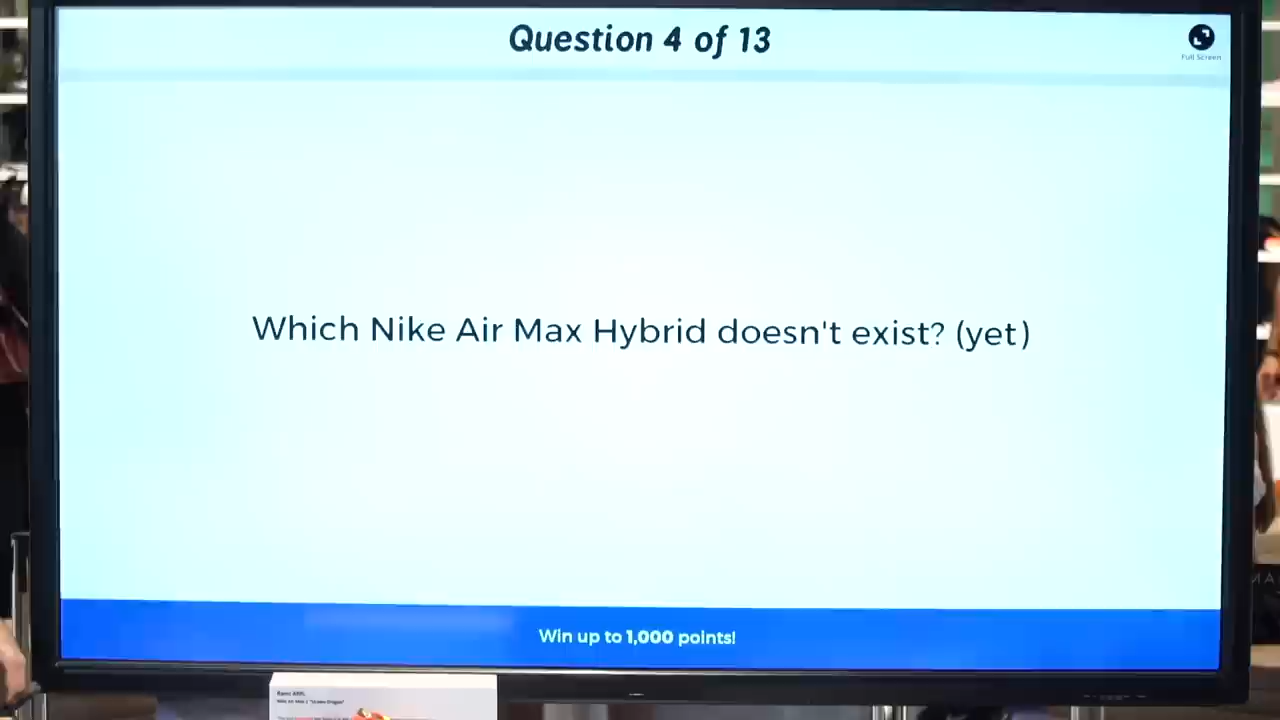 Question 4 of 13
Full Screen
Which Nike Air Max Hybrid doesn't exist? (yet)
Win up to 1,000 points!